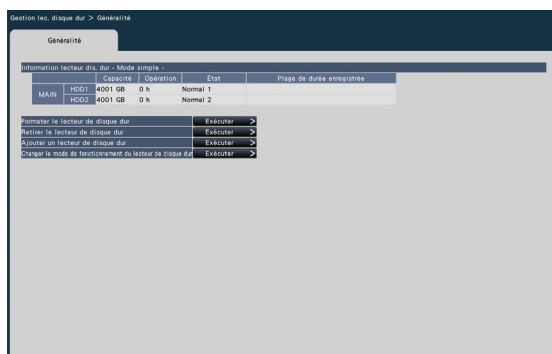 Gestion lec. disque dur > Généralité
Généralité
Information lecteur dis. dur - Mode simple -
Capacité Opération État Plage de durée enregistrée
MAIN HDD1 4001 GB 0 h Normal 1
HDD2 4001 GB 0 h Normal 2
Formater le lecteur de disque dur Exécuter >
Retirer le lecteur de disque dur Exécuter >
Ajouter un lecteur de disque dur Exécuter >
Changer le mode de fonctionnement du lecteur de disque dur Exécuter >